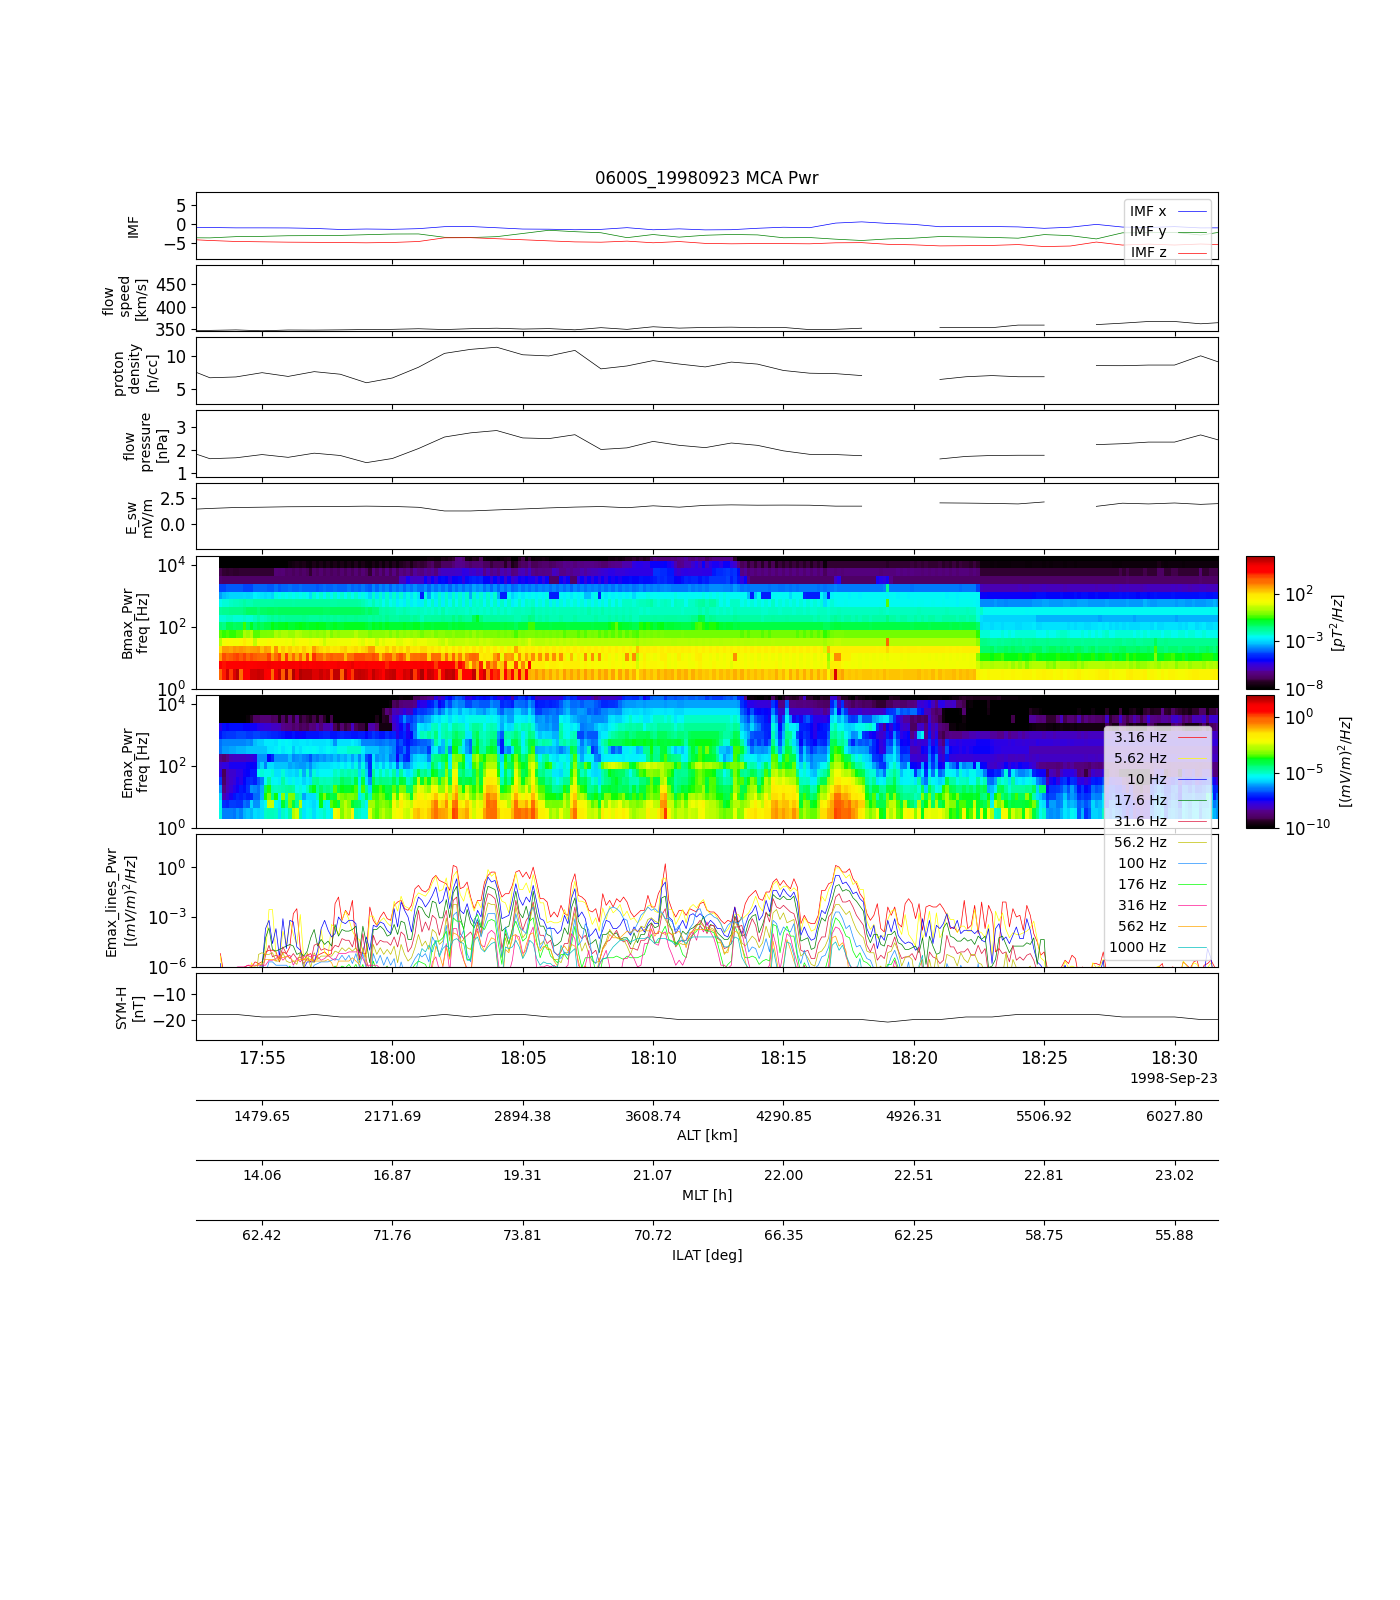 0600S_19980923 MCA Pwr
IMF
5
0
−5
IMF x
IMF y
IMF z
flow
speed
[km/s]
450
400
350
proton
density
[n/cc]
10
5
flow
pressure
[nPa]
3
2
1
E_sw
mV/m
2.5
0.0
Bmax_Pwr
freq [Hz]
10^4
10^2
10^0
10^2
10^−3
10^−8
[pT^2/Hz]
Emax_Pwr
freq [Hz]
10^4
10^2
10^0
10^0
10^−5
10^−10
[(mV/m)^2/Hz]
3.16 Hz
5.62 Hz
10 Hz
17.6 Hz
31.6 Hz
56.2 Hz
100 Hz
176 Hz
316 Hz
562 Hz
1000 Hz
Emax_lines_Pwr
[(mV/m)^2/Hz]
10^0
10^−3
10^−6
SYM-H
[nT]
−10
−20
17:55 18:00 18:05 18:10 18:15 18:20 18:25 18:30
1998-Sep-23
1479.65 2171.69 2894.38 3608.74 4290.85 4926.31 5506.92 6027.80
ALT [km]
14.06 16.87 19.31 21.07 22.00 22.51 22.81 23.02
MLT [h]
62.42 71.76 73.81 70.72 66.35 62.25 58.75 55.88
ILAT [deg]